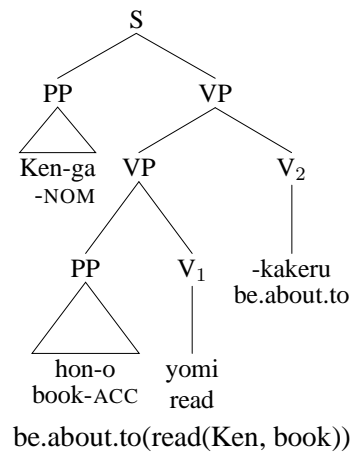 S
PP VP
Ken-ga VP V₂
-NOM
PP V₁ -kakeru
be.about.to
hon-o yomi
book-ACC read
be.about.to(read(Ken, book))